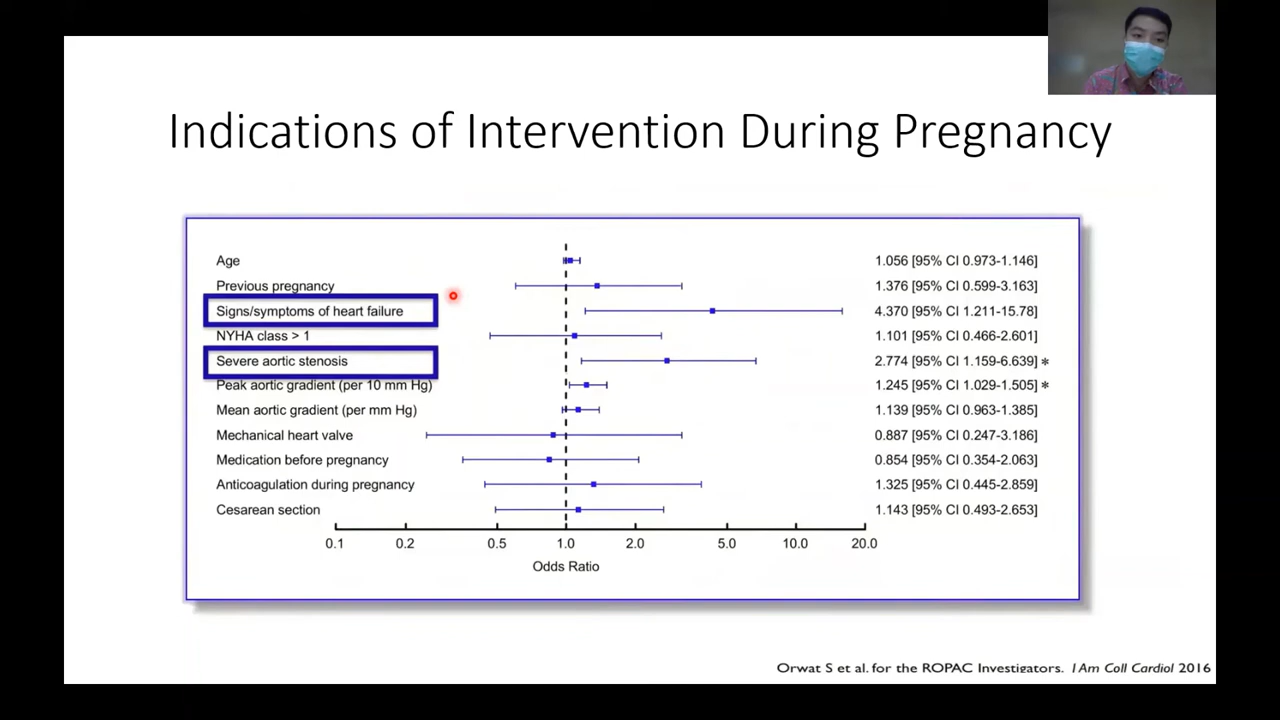 Indications of Intervention During Pregnancy
Age 1.056 [95% CI 0.973-1.146]
Previous pregnancy 1.376 [95% CI 0.599-3.163]
Signs/symptoms of heart failure 4.370 [95% CI 1.211-15.78]
NYHA class > 1 1.101 [95% CI 0.466-2.601]
Severe aortic stenosis 2.774 [95% CI 1.159-6.639] *
Peak aortic gradient (per 10 mm Hg) 1.245 [95% CI 1.029-1.505] *
Mean aortic gradient (per mm Hg) 1.139 [95% CI 0.963-1.385]
Mechanical heart valve 0.887 [95% CI 0.247-3.186]
Medication before pregnancy 0.854 [95% CI 0.354-2.063]
Anticoagulation during pregnancy 1.325 [95% CI 0.445-2.859]
Cesarean section 1.143 [95% CI 0.493-2.653]
0.1 0.2 0.5 1.0 2.0 5.0 10.0 20.0
Odds Ratio
Orwat S et al. for the ROPAC Investigators. JAm Coll Cardiol 2016